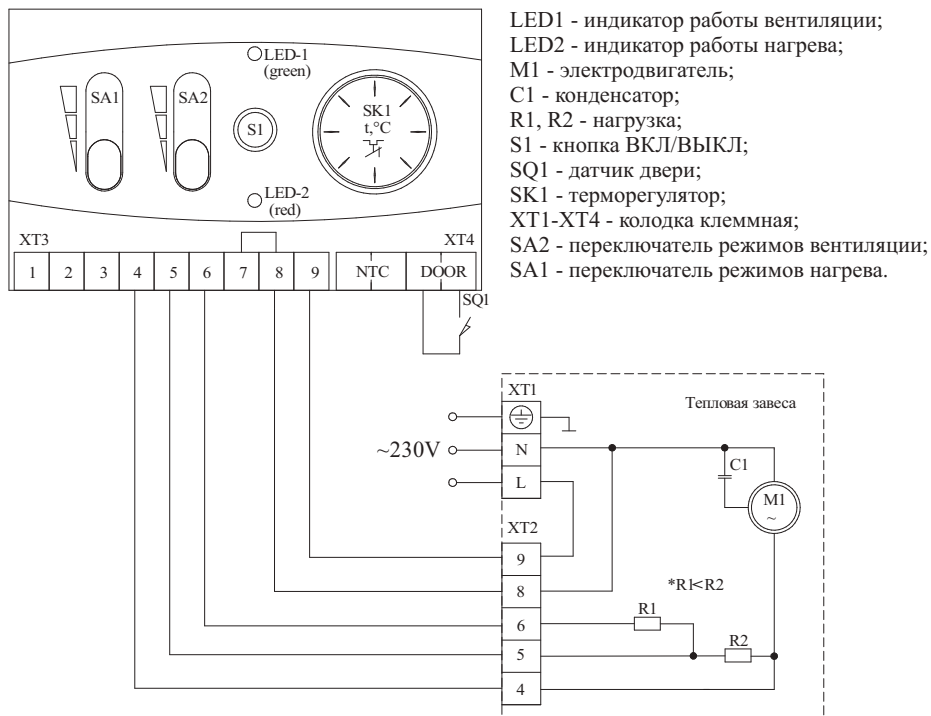 LED1 - индикатор работы вентиляции;
LED2 - индикатор работы нагрева;
M1 - электродвигатель;
C1 - конденсатор;
R1, R2 - нагрузка;
S1 - кнопка ВКЛ/ВЫКЛ;
SQ1 - датчик двери;
SK1 - терморегулятор;
XT1-XT4 - колодка клеммная;
SA2 - переключатель режимов вентиляции;
SA1 - переключатель режимов нагрева.
LED-1
(green)
SA1
SA2
S1
SK1
t,°C
LED-2
(red)
XT3
XT4
1 2 3 4 5 6 7 8 9 NTC DOOR
SQ1
XT1
Тепловая завеса
~230V
N
L
C1
M1
~
XT2
9
8
*R1<R2
6
R1
5
R2
4